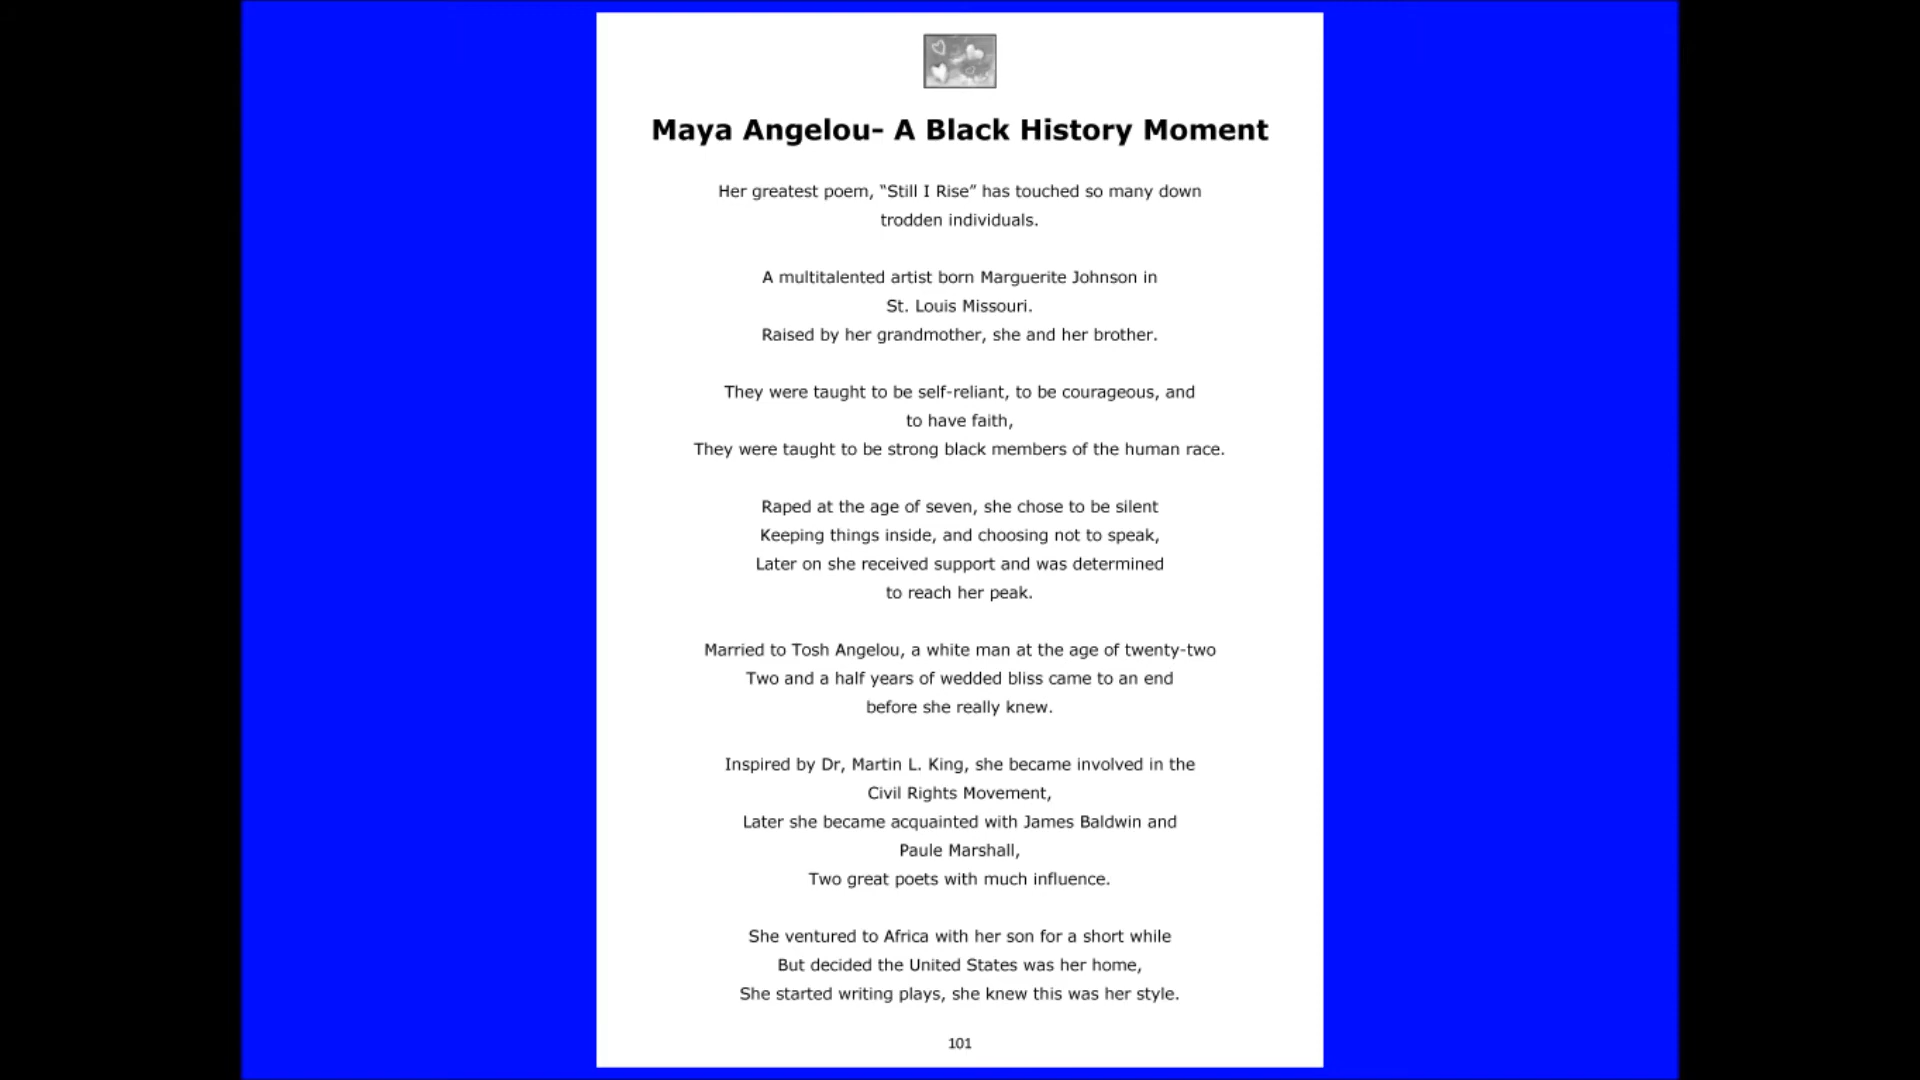 Maya Angelou- A Black History Moment
Her greatest poem, “Still I Rise” has touched so many down
trodden individuals.
A multitalented artist born Marguerite Johnson in
St. Louis Missouri.
Raised by her grandmother, she and her brother.
They were taught to be self-reliant, to be courageous, and
to have faith,
They were taught to be strong black members of the human race.
Raped at the age of seven, she chose to be silent
Keeping things inside, and choosing not to speak,
Later on she received support and was determined
to reach her peak.
Married to Tosh Angelou, a white man at the age of twenty-two
Two and a half years of wedded bliss came to an end
before she really knew.
Inspired by Dr, Martin L. King, she became involved in the
Civil Rights Movement,
Later she became acquainted with James Baldwin and
Paule Marshall,
Two great poets with much influence.
She ventured to Africa with her son for a short while
But decided the United States was her home,
She started writing plays, she knew this was her style.
101